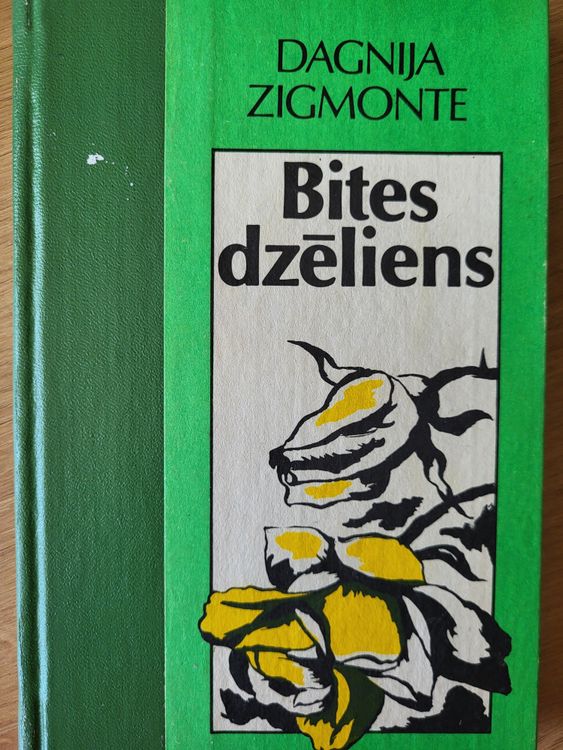 DAGNIJA
ZIGMONTE
Bites
dzēliens